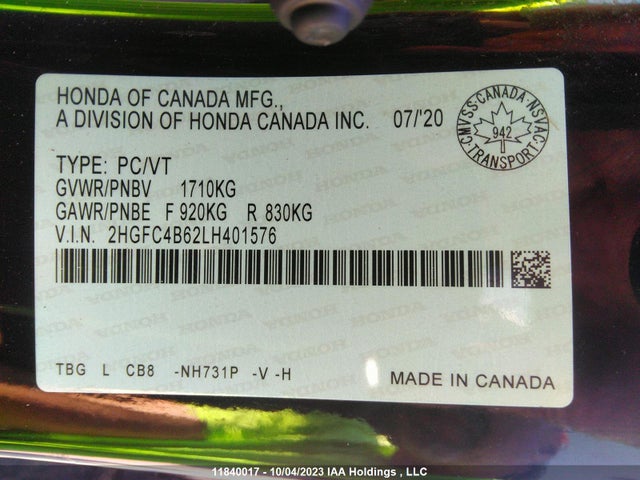 HONDA OF CANADA MFG.,
A DIVISION OF HONDA CANADA INC. 07/'20
CMVSS·CANADA·NSVAC
942
TRANSPORT
TYPE: PC/VT
GVWR/PNBV 1710KG
GAWR/PNBE F 920KG R 830KG
V.I.N. 2HGFC4B62LH401576
TBG L CB8 -NH731P -V -H
MADE IN CANADA
11840017 - 10/04/2023 IAA Holdings , LLC